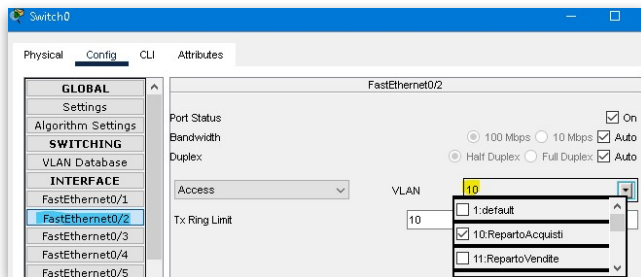 Switch0
Physical Config CLI Attributes
GLOBAL
Settings
Algorithm Settings
SWITCHING
VLAN Database
INTERFACE
FastEthernet0/1
FastEthernet0/2
FastEthernet0/3
FastEthernet0/4
FastEthernet0/5
FastEthernet0/2
Port Status On
Bandwidth 100 Mbps 10 Mbps Auto
Duplex Half Duplex Full Duplex Auto
Access VLAN 10
Tx Ring Limit 10
1:default
10:RepartoAcquisti
11:RepartoVendite